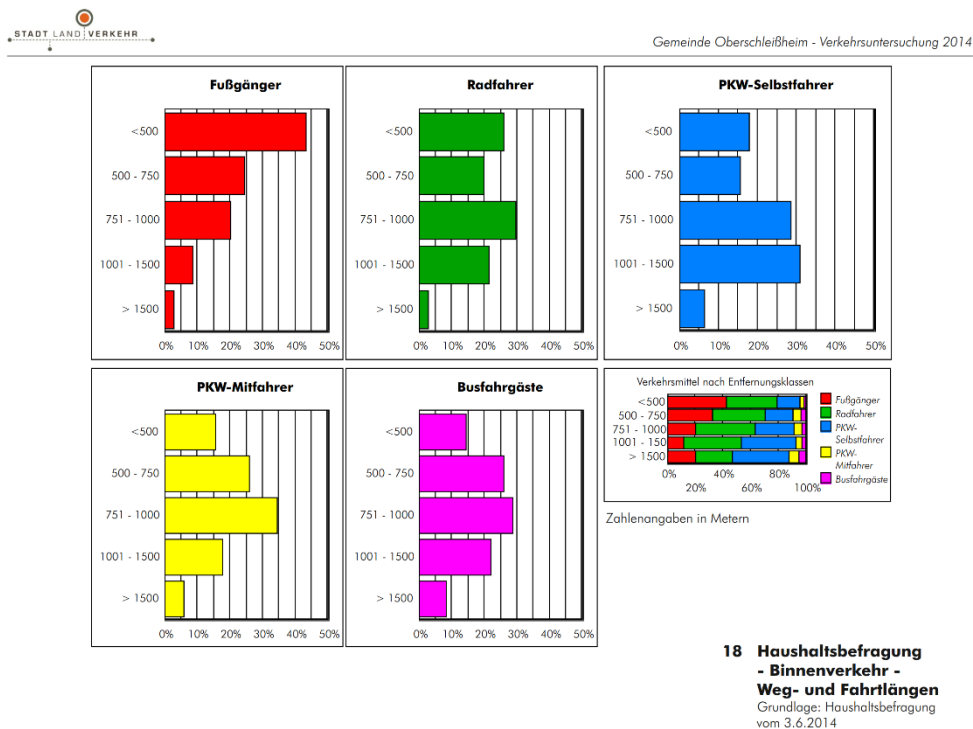 STADT LAND VERKEHR
Gemeinde Oberschleißheim - Verkehrsuntersuchung 2014
Fußgänger
<500
500 - 750
751 - 1000
1001 - 1500
> 1500
0% 10% 20% 30% 40% 50%
Radfahrer
<500
500 - 750
751 - 1000
1001 - 1500
> 1500
0% 10% 20% 30% 40% 50%
PKW-Selbstfahrer
<500
500 - 750
751 - 1000
1001 - 1500
> 1500
0% 10% 20% 30% 40% 50%
PKW-Mitfahrer
<500
500 - 750
751 - 1000
1001 - 1500
> 1500
0% 10% 20% 30% 40% 50%
Busfahrgäste
<500
500 - 750
751 - 1000
1001 - 1500
> 1500
0% 10% 20% 30% 40% 50%
Verkehrsmittel nach Entfernungsklassen
<500
500 - 750
751 - 1000
1001 - 150
> 1500
0% 40% 80%
20% 60% 100%
Fußgänger
Radfahrer
PKW-
Selbstfahrer
PKW-
Mitfahrer
Busfahrgäste
Zahlenangaben in Metern
18 Haushaltsbefragung
- Binnenverkehr -
Weg- und Fahrtlängen
Grundlage: Haushaltsbefragung
vom 3.6.2014